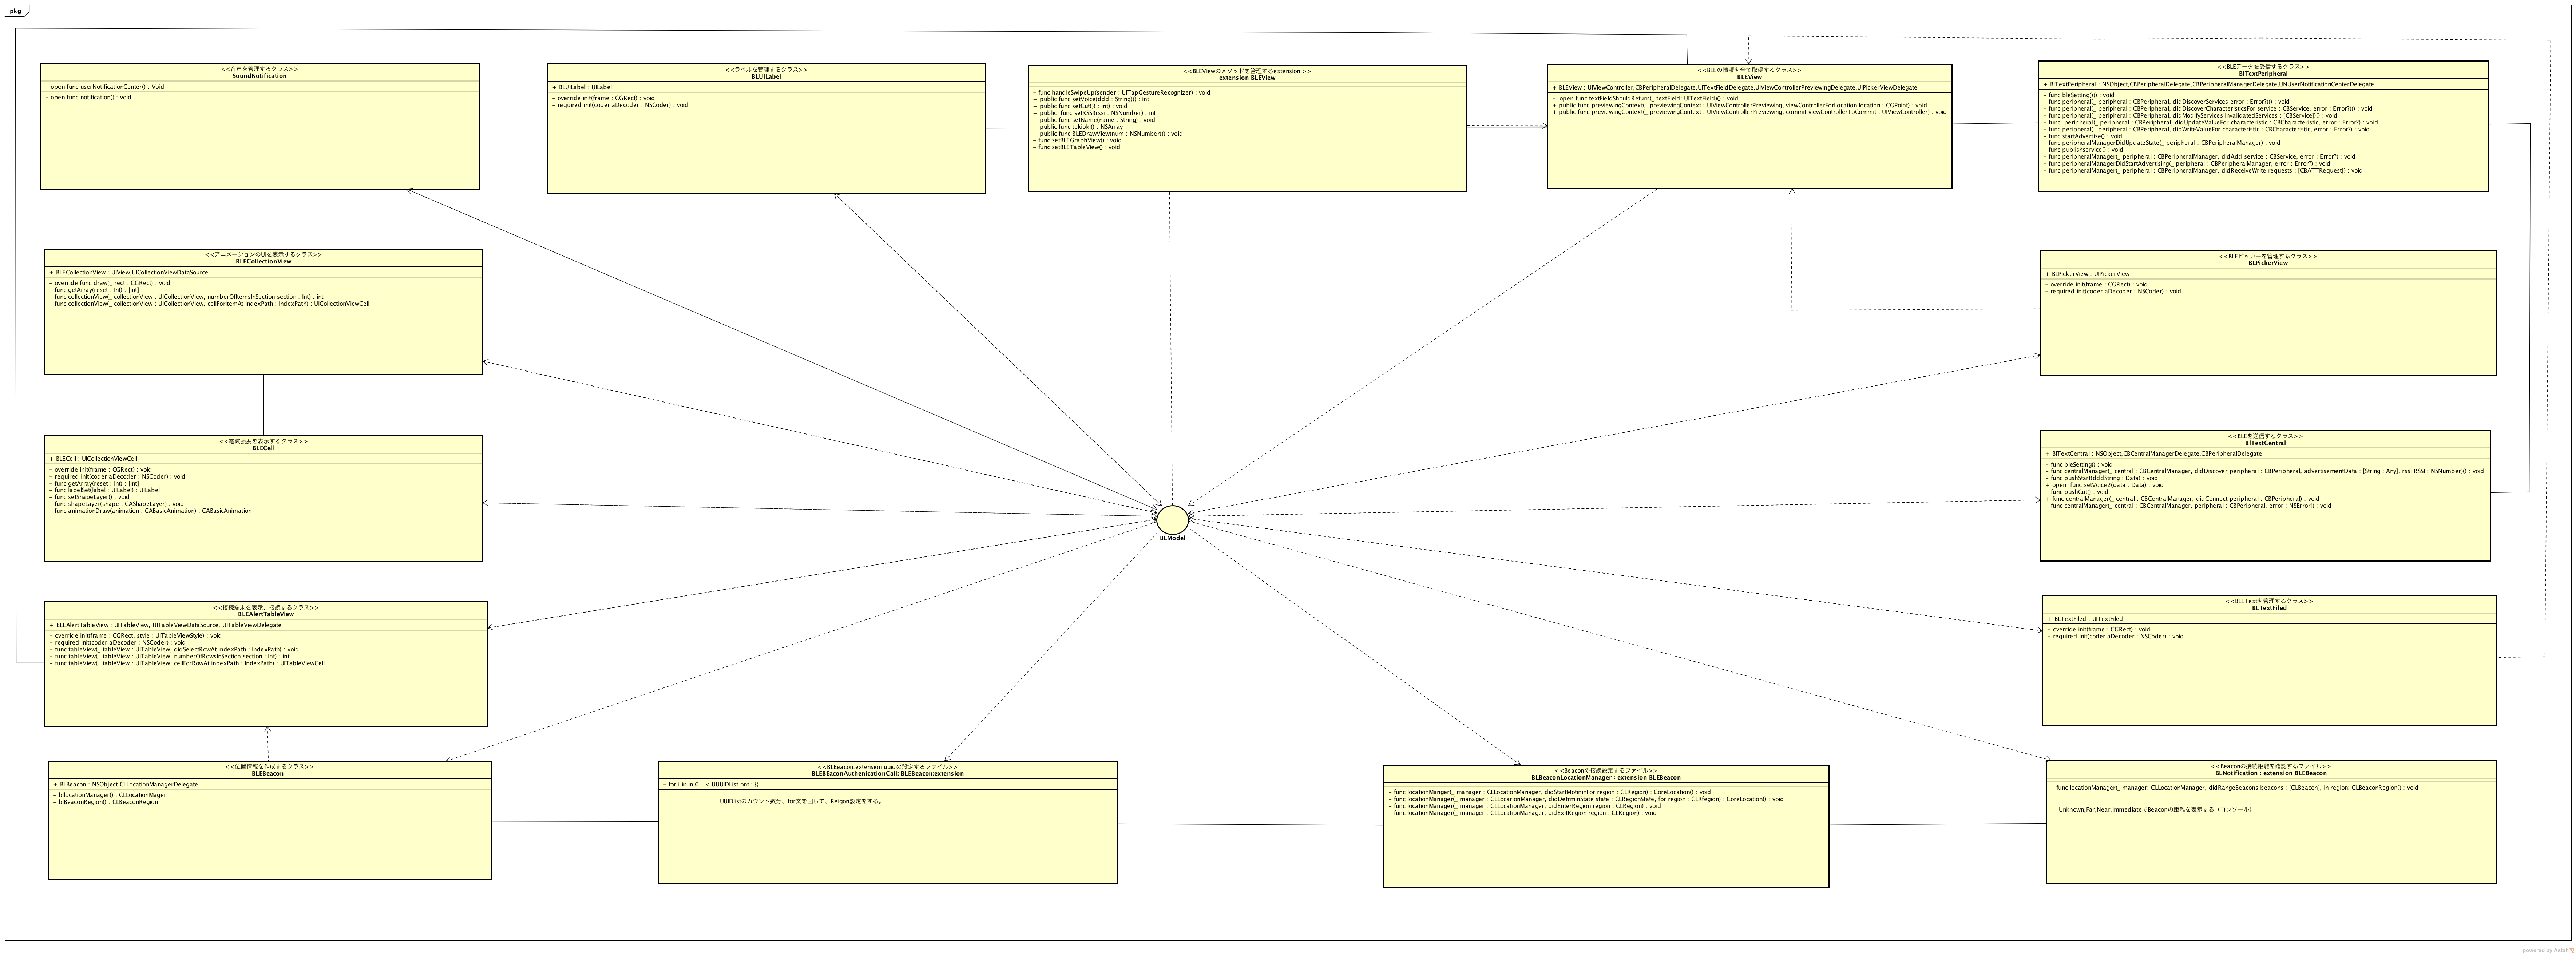 pkg
<<音声を管理するクラス>>
SoundNotification
- open func userNotificationCenter() : Void
- open func notification() : void
<<ラベルを管理するクラス>>
BLUILabel
+ BLUILabel : UILabel
- override init(frame : CGRect) : void
- required init(coder aDecoder : NSCoder) : void
<<BLEViewのメソッドを管理するextension >>
extension BLEView
- func handleSwipeUp(sender : UITapGestureRecognizer) : void
+ public func setVoice(ddd : String)() : int
+ public func setCut()( : int) : void
+ public  func setRSSI(rssi : NSNumber) : int
+ public func setName(name : String) : void
+ public func tekioki() : NSArray
+ public func BLEDrawView(num : NSNumber)() : void
- func setBLEGraphView() : void
- func setBLETableView() : void
<<BLEの情報を全て取得するクラス>>
BLEView
+ BLEView : UIViewController,CBPeripheralDelegate,UITextFieldDelegate,UIViewControllerPreviewingDelegate,UIPickerViewDelegate
-  open func textFieldShouldReturn(_ textField: UITextField)() : void
+ public func previewingContext(_ previewingContext : UIViewControllerPreviewing, viewControllerForLocation location : CGPoint) : void
+ public func previewingContext(_ previewingContext : UIViewControllerPreviewing, commit viewControllerToCommit : UIViewController) : void
<<BLEデータを受信するクラス>>
BlTextPeripheral
+ BlTextPeripheral : NSObject,CBPeripheralDelegate,CBPeripheralManagerDelegate,UNUserNotificationCenterDelegate
- func bleSetting()() : void
- func peripheral(_ peripheral : CBPeripheral, didDiscoverServices error : Error?)() : void
- func peripheral(_ peripheral : CBPeripheral, didDiscoverCharacteristicsFor service : CBService, error : Error?)() : void
- func peripheral(_ peripheral : CBPeripheral, didModifyServices invalidatedServices : [CBService])() : void
- func  peripheral(_ peripheral : CBPeripheral, didUpdateValueFor characteristic : CBCharacteristic, error : Error?) : void
- func peripheral(_ peripheral : CBPeripheral, didWriteValueFor characteristic : CBCharacteristic, error : Error?) : void
- func startAdvertise() : void
- func peripheralManagerDidUpdateState(_ peripheral : CBPeripheralManager) : void
- func publishservice() : void
- func peripheralManager(_ peripheral : CBPeripheralManager, didAdd service : CBService, error : Error?) : void
- func peripheralManagerDidStartAdvertising(_ peripheral : CBPeripheralManager, error : Error?) : void
- func peripheralManager(_ peripheral : CBPeripheralManager, didReceiveWrite requests : [CBATTRequest]) : void
<<アニメーションのUIを表示するクラス>>
BLECollectionView
+ BLECollectionView : UIView,UICollectionViewDataSource
- override func draw(_ rect : CGRect) : void
- func getArray(reset : Int) : [int]
- func collectionView(_ collectionView : UICollectionView, numberOfItemsInSection section : Int) : int
- func collectionView(_ collectionView : UICollectionView, cellForItemAt indexPath : IndexPath) : UICollectionViewCell
<<BLEピッカーを管理するクラス>>
BLPickerView
+ BLPickerView : UIPickerView
- override init(frame : CGRect) : void
- required init(coder aDecoder : NSCoder) : void
<<電波強度を表示するクラス>>
BLECell
+ BLECell : UICollectionViewCell
- override init(frame : CGRect) : void
- required init(coder aDecoder : NSCoder) : void
- func getArray(reset : Int) : [int]
- func labelSet(label : UILabel) : UILabel
- func setShapeLayer() : void
- func shapeLayer(shape : CAShapeLayer) : void
- func animationDraw(animation : CABasicAnimation) : CABasicAnimation
<<BLEを送信するクラス>>
BlTextCentral
+ BlTextCentral : NSObject,CBCentralManagerDelegate,CBPeripheralDelegate
- func bleSetting() : void
- func centralManager(_ central : CBCentralManager, didDiscover peripheral : CBPeripheral, advertisementData : [String : Any], rssi RSSI : NSNumber)() : void
- func pushStart(dddString : Data) : void
+ open  func setVoice2(data : Data) : void
- func pushCut() : void
+ func centralManager(_ central : CBCentralManager, didConnect peripheral : CBPeripheral) : void
- func centralManager(_ central : CBCentralManager, peripheral : CBPeripheral, error : NSError!) : void
BLModel
<<接続端末を表示、接続するクラス>>
BLEAlertTableView
+ BLEAlertTableView : UITableView, UITableViewDataSource, UITableViewDelegate
- override init(frame : CGRect, style : UITableViewStyle) : void
- required init(coder aDecoder : NSCoder) : void
- func tableView(_ tableView : UITableView, didSelectRowAt indexPath : IndexPath) : void
- func tableView(_ tableView : UITableView, numberOfRowsInSection section : Int) : int
- func tableView(_ tableView : UITableView, cellForRowAt indexPath : IndexPath) : UITableViewCell
<<BLETextを管理するクラス>>
BLTextFiled
+ BLTextFiled : UITextFiled
- override init(frame : CGRect) : void
- required init(coder aDecoder : NSCoder) : void
<<位置情報を作成するクラス>>
BLEBeacon
+ BLBeacon : NSObject CLLocationManagerDelegate
- bllocationManager() : CLLocationMager
- blBeaconRegion() : CLBeaconRegion
<<BLBeacon:extension uuidの設定するファイル>>
BLEBEaconAuthenicationCall: BLEBeacon:extension
- for i in in 0...< UUUIDList.ont : {}
UUIDlistのカウント数分、for文を回して、Reigon設定をする。
<<Beaconの接続設定するファイル>>
BLBeaconLocationManager : extension BLEBeacon
- func locationManger(_ manager : CLLocationManager, didStartMotininFor region : CLRegion) : CoreLocation() : void
- func locationManager(_ manager : CLLocarionManager, didDetrminState state : CLRegionState, for region : CLRfegion) : CoreLocation() : void
- func locationManager(_ manager : CLLocationManager, didEnterRegion region : CLRegion) : void
- func locationManager(_ manager : CLLocationManager, didExitRegion region : CLRegion) : void
<<Beaconの接続距離を確認するファイル>>
BLNotification : extension BLEBeacon
- func locationManager(_ manager: CLLocationManager, didRangeBeacons beacons : [CLBeacon], in region: CLBeaconRegion() : void
Unknown,Far,Near,ImmediateでBeaconの距離を表示する（コンソール）
powered by Astah